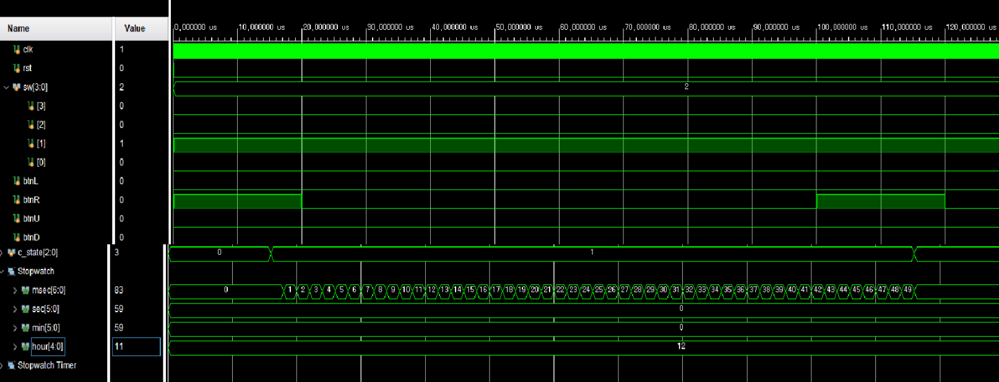 Name Value 0,000000 us 10,000000 us 20,000000 us 30,000000 us 40,000000 us 50,000000 us 60,000000 us 70,000000 us 80,000000 us 90,000000 us 100,000000 us 110,000000 us 120,000000 us
clk 1
rst 0
sw[3:0] 2 2
[3] 0
[2] 0
[1] 1
[0] 0
btnL 0
btnR 0
btnU 0
btnD 0
c_state[2:0] 3 0 1
Stopwatch
msec[6:0] 83 0 1 2 3 4 5 6 7 8 9 10 11 12 13 14 15 16 17 18 19 20 21 22 23 24 25 26 27 28 29 30 31 32 33 34 35 36 37 38 39 40 41 42 43 44 45 46 47 48 49
sec[5:0] 59 0
min[5:0] 59 0
hour[4:0] 11 12
Stopwatch Timer